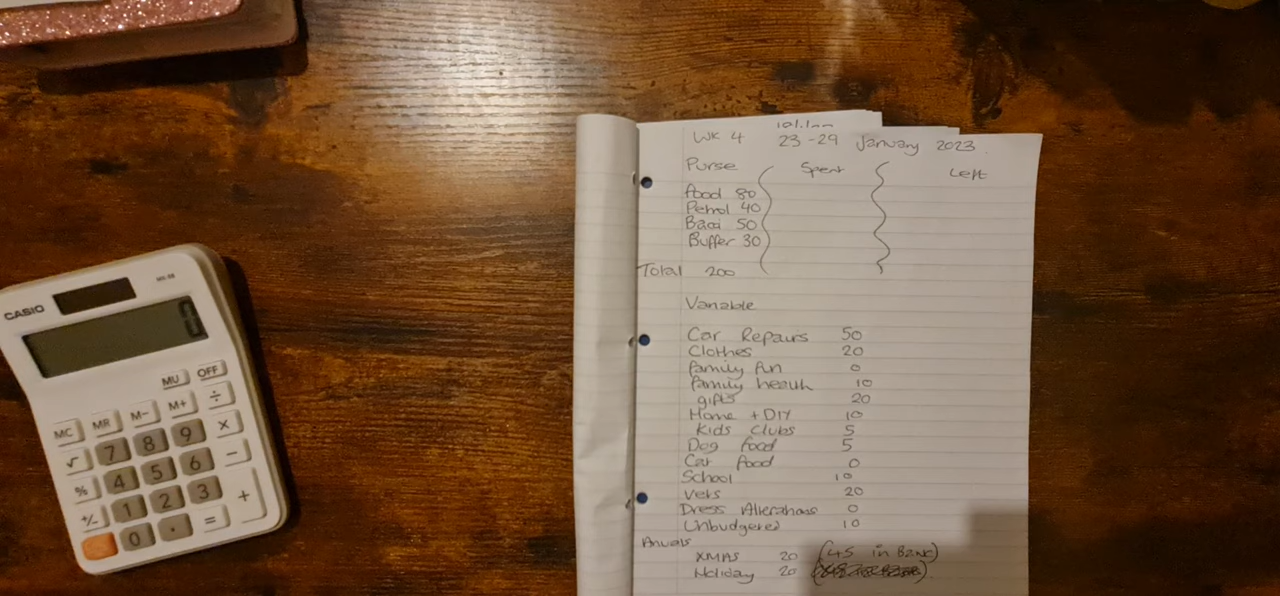 CASIO
MU OFF
MC MR M- M+ ÷
√ 7 8 9 ×
% 4 5 6 -
+/- 1 2 3 +
0 . =
WK 4 23-29 January 2023
Purse Spent Left
Food 80
Petrol 40
Bacci 50
Buffer 30
Total 200
Variable
Car Repairs 50
Clothes 20
family fun 0
family health 10
gifts 20
Home + DIY 10
Kids Clubs 5
Dog food 5
Cat food 0
School 10
Vets 20
Dress Alterations 0
Unbudgeted 10
Anuals
XMAS 20 (45 in Bank)
Holiday 20